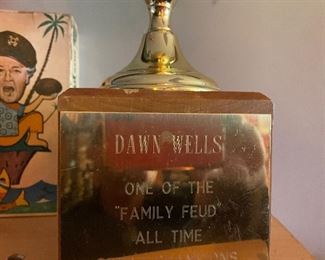 DAWN WELLS
ONE OF THE
"FAMILY FEUD"
ALL TIME